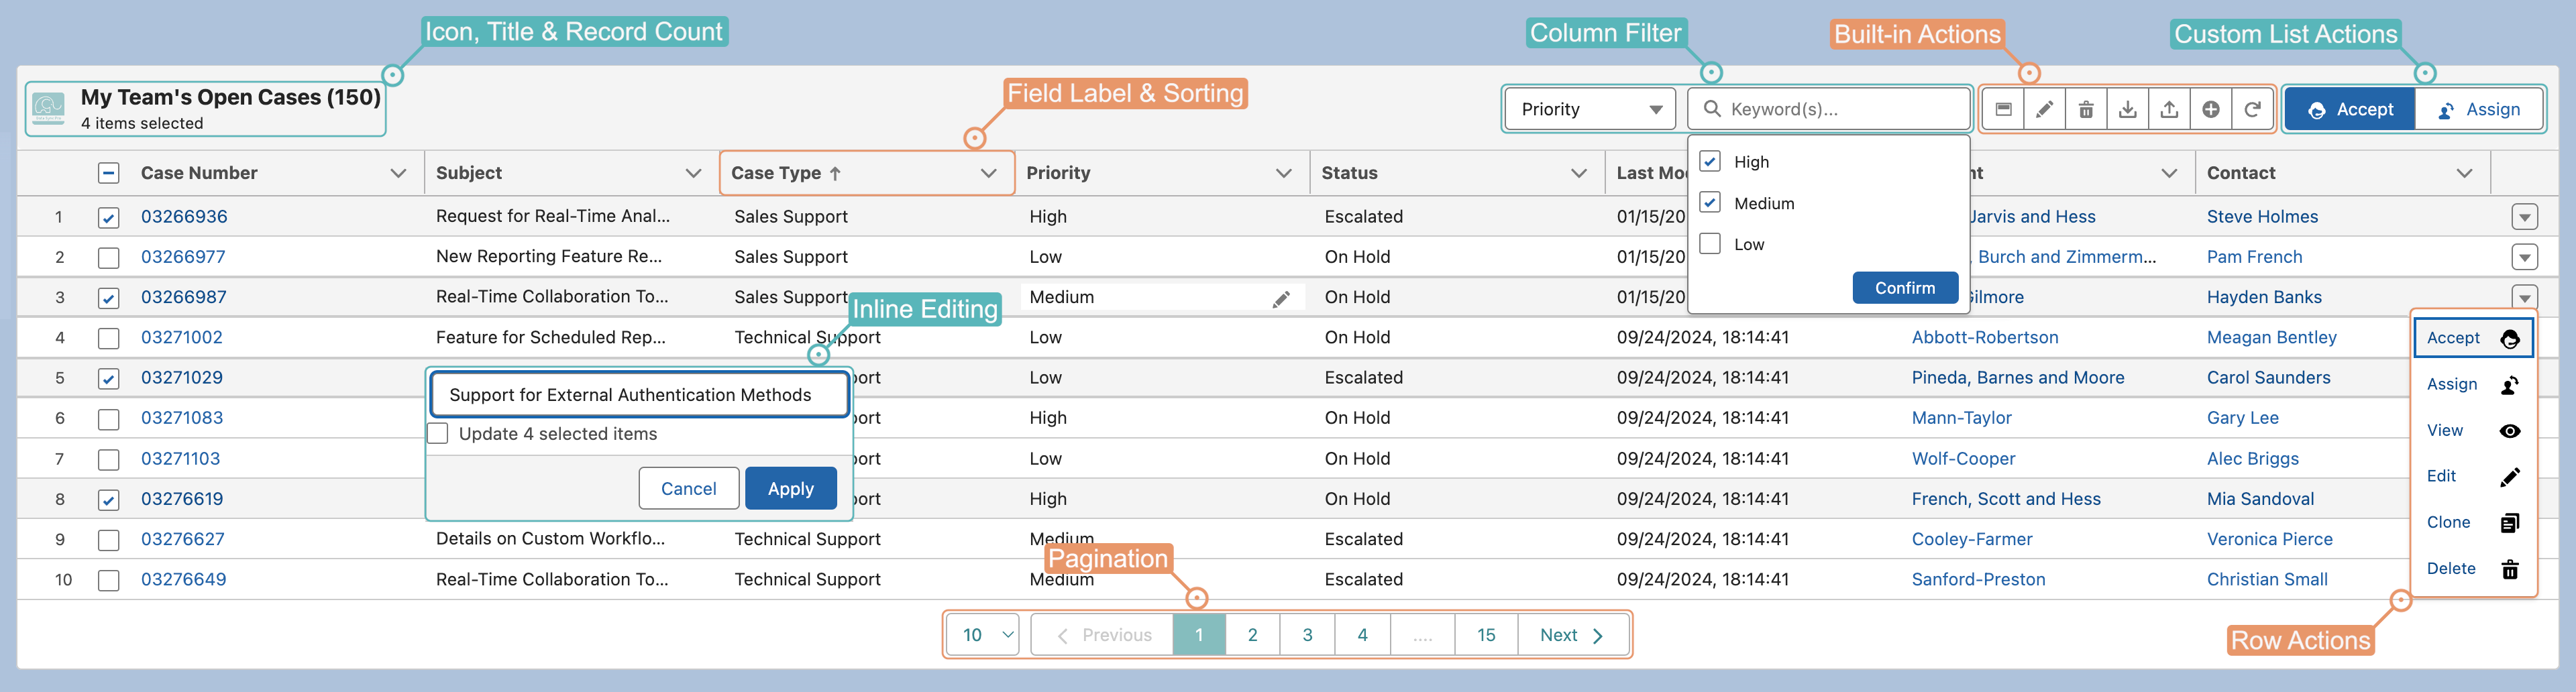 Icon, Title & Record Count
Column Filter
Built-in Actions
Custom List Actions
My Team's Open Cases (150)
4 items selected
Field Label & Sorting
Priority
Keyword(s)...
Accept
Assign
High
Medium
Low
Confirm
Case Number Subject Case Type ↑ Priority Status Last Mo nt Contact
1 03266936 Request for Real-Time Anal... Sales Support High Escalated 01/15/20 Jarvis and Hess Steve Holmes
2 03266977 New Reporting Feature Re... Sales Support Low On Hold 01/15/20 , Burch and Zimmerm... Pam French
3 03266987 Real-Time Collaboration To... Sales Support Medium On Hold 01/15/20 Gilmore Hayden Banks
Inline Editing
4 03271002 Feature for Scheduled Rep... Technical Support Low On Hold 09/24/2024, 18:14:41 Abbott-Robertson Meagan Bentley
5 03271029 ort Low Escalated 09/24/2024, 18:14:41 Pineda, Barnes and Moore Carol Saunders
6 03271083 High On Hold 09/24/2024, 18:14:41 Mann-Taylor Gary Lee
7 03271103 ort Low On Hold 09/24/2024, 18:14:41 Wolf-Cooper Alec Briggs
8 03276619 ort High On Hold 09/24/2024, 18:14:41 French, Scott and Hess Mia Sandoval
9 03276627 Details on Custom Workflo... Technical Support Medium Escalated 09/24/2024, 18:14:41 Cooley-Farmer Veronica Pierce
10 03276649 Real-Time Collaboration To... Technical Support Medium Escalated 09/24/2024, 18:14:41 Sanford-Preston Christian Small
Support for External Authentication Methods
Update 4 selected items
Cancel
Apply
Accept
Assign
View
Edit
Clone
Delete
Pagination
10 Previous 1 2 3 4 .... 15 Next
Row Actions